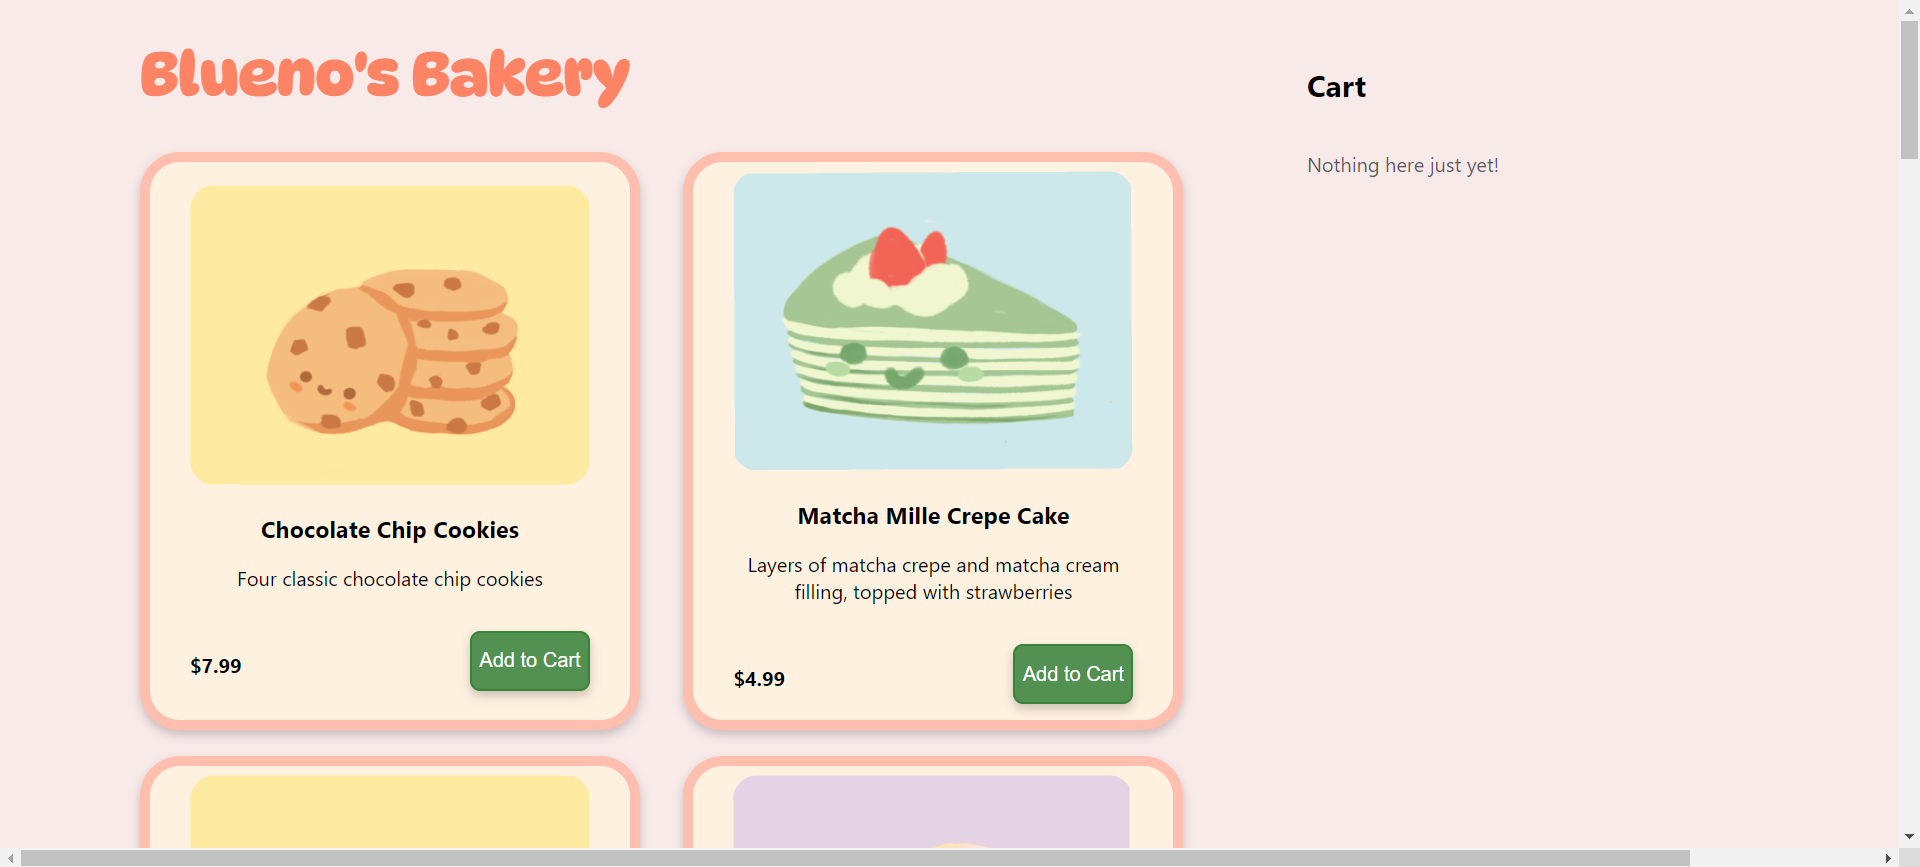 Blueno's Bakery
Cart
Nothing here just yet!
Chocolate Chip Cookies
Four classic chocolate chip cookies
$7.99
Add to Cart
Matcha Mille Crepe Cake
Layers of matcha crepe and matcha cream
filling, topped with strawberries
$4.99
Add to Cart